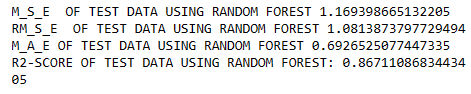 M_S_E  OF TEST DATA USING RANDOM FOREST 1.169398665132205
RM_S_E  OF TEST DATA USING RANDOM FOREST 1.0813873797729494
M_A_E OF TEST DATA USING RANDOM FOREST 0.6926525077447335
R2-SCORE OF TEST DATA USING RANDOM FOREST: 0.86711086834434
05